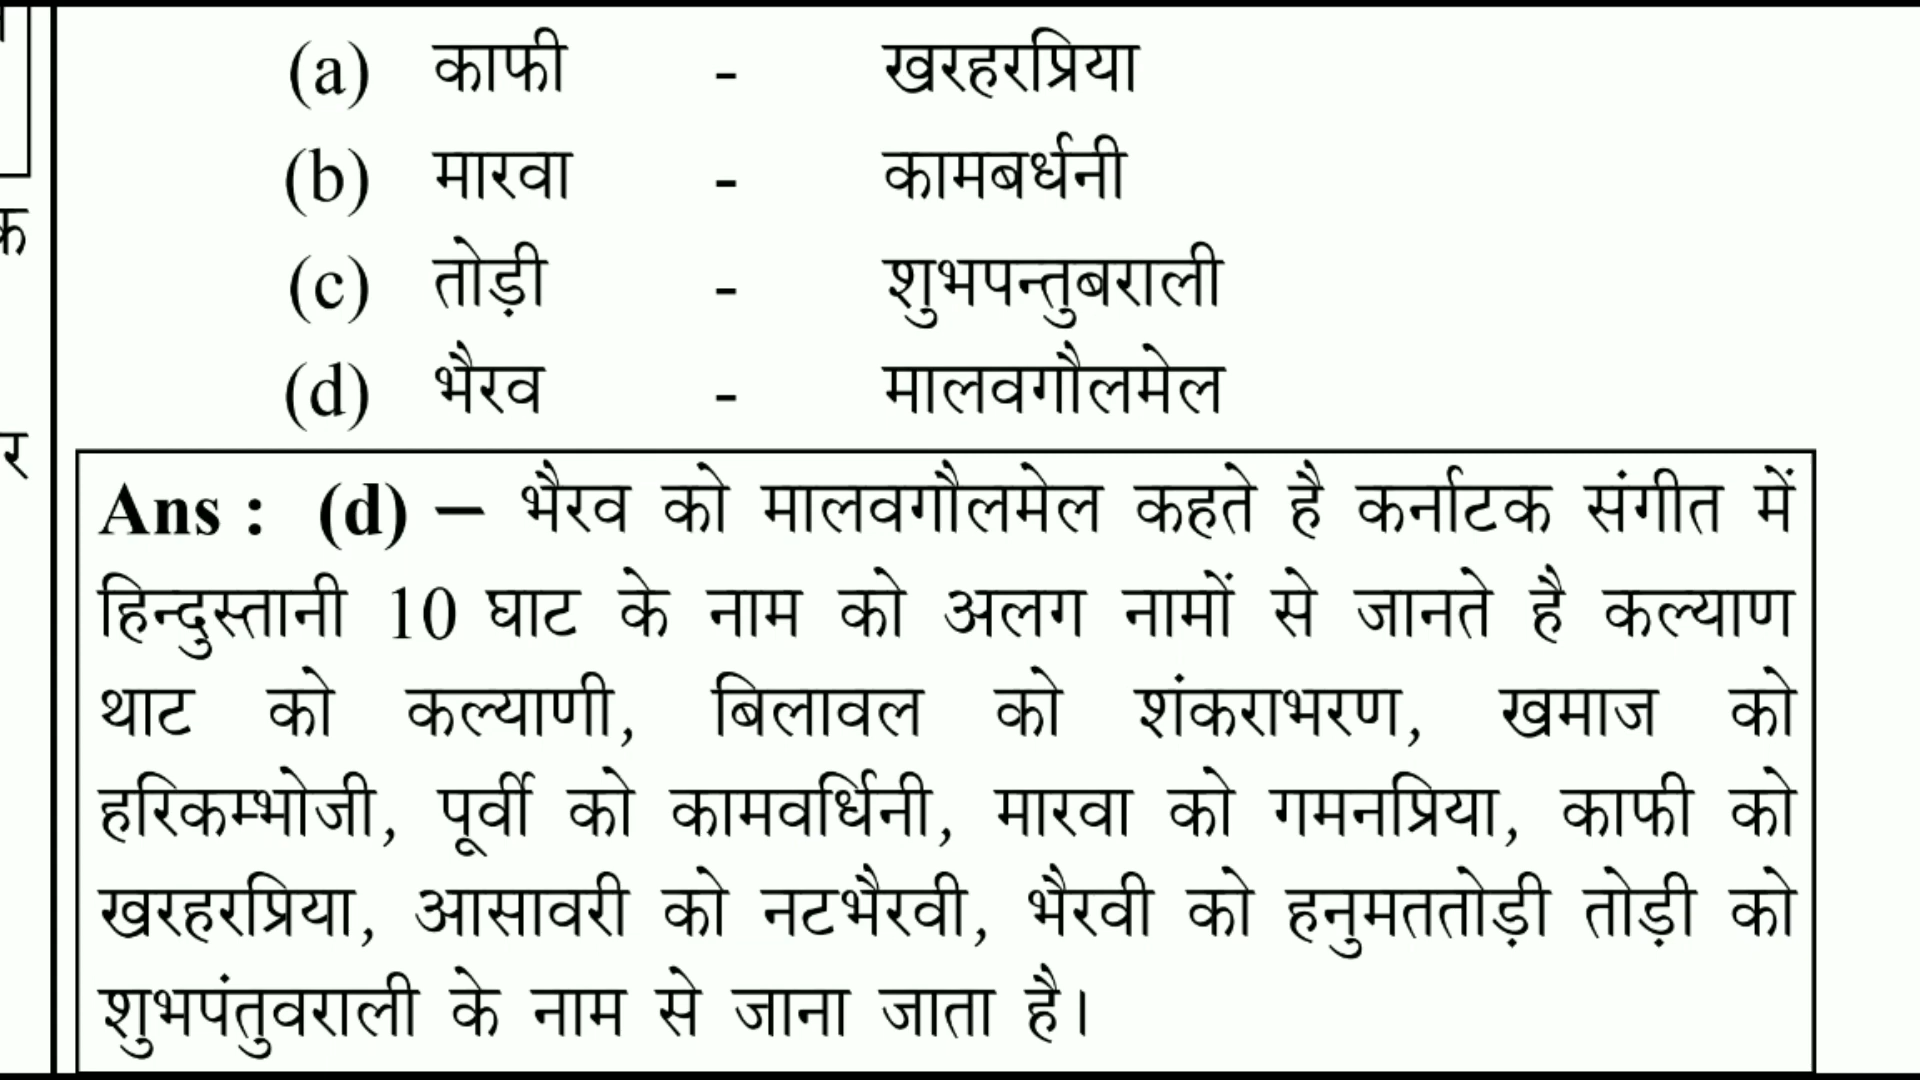 (a) काफी - खरहरप्रिया
(b) मारवा - कामबर्धनी
(c) तोड़ी - शुभपन्तुबराली
(d) भैरव - मालवगौलमेल
Ans : (d) – भैरव को मालवगौलमेल कहते है कर्नाटक संगीत में
हिन्दुस्तानी 10 घाट के नाम को अलग नामों से जानते है कल्याण
थाट को कल्याणी, बिलावल को शंकराभरण, खमाज को
हरिकम्भोजी, पूर्वी को कामवर्धिनी, मारवा को गमनप्रिया, काफी को
खरहरप्रिया, आसावरी को नटभैरवी, भैरवी को हनुमततोड़ी तोड़ी को
शुभपंतुवराली के नाम से जाना जाता है।